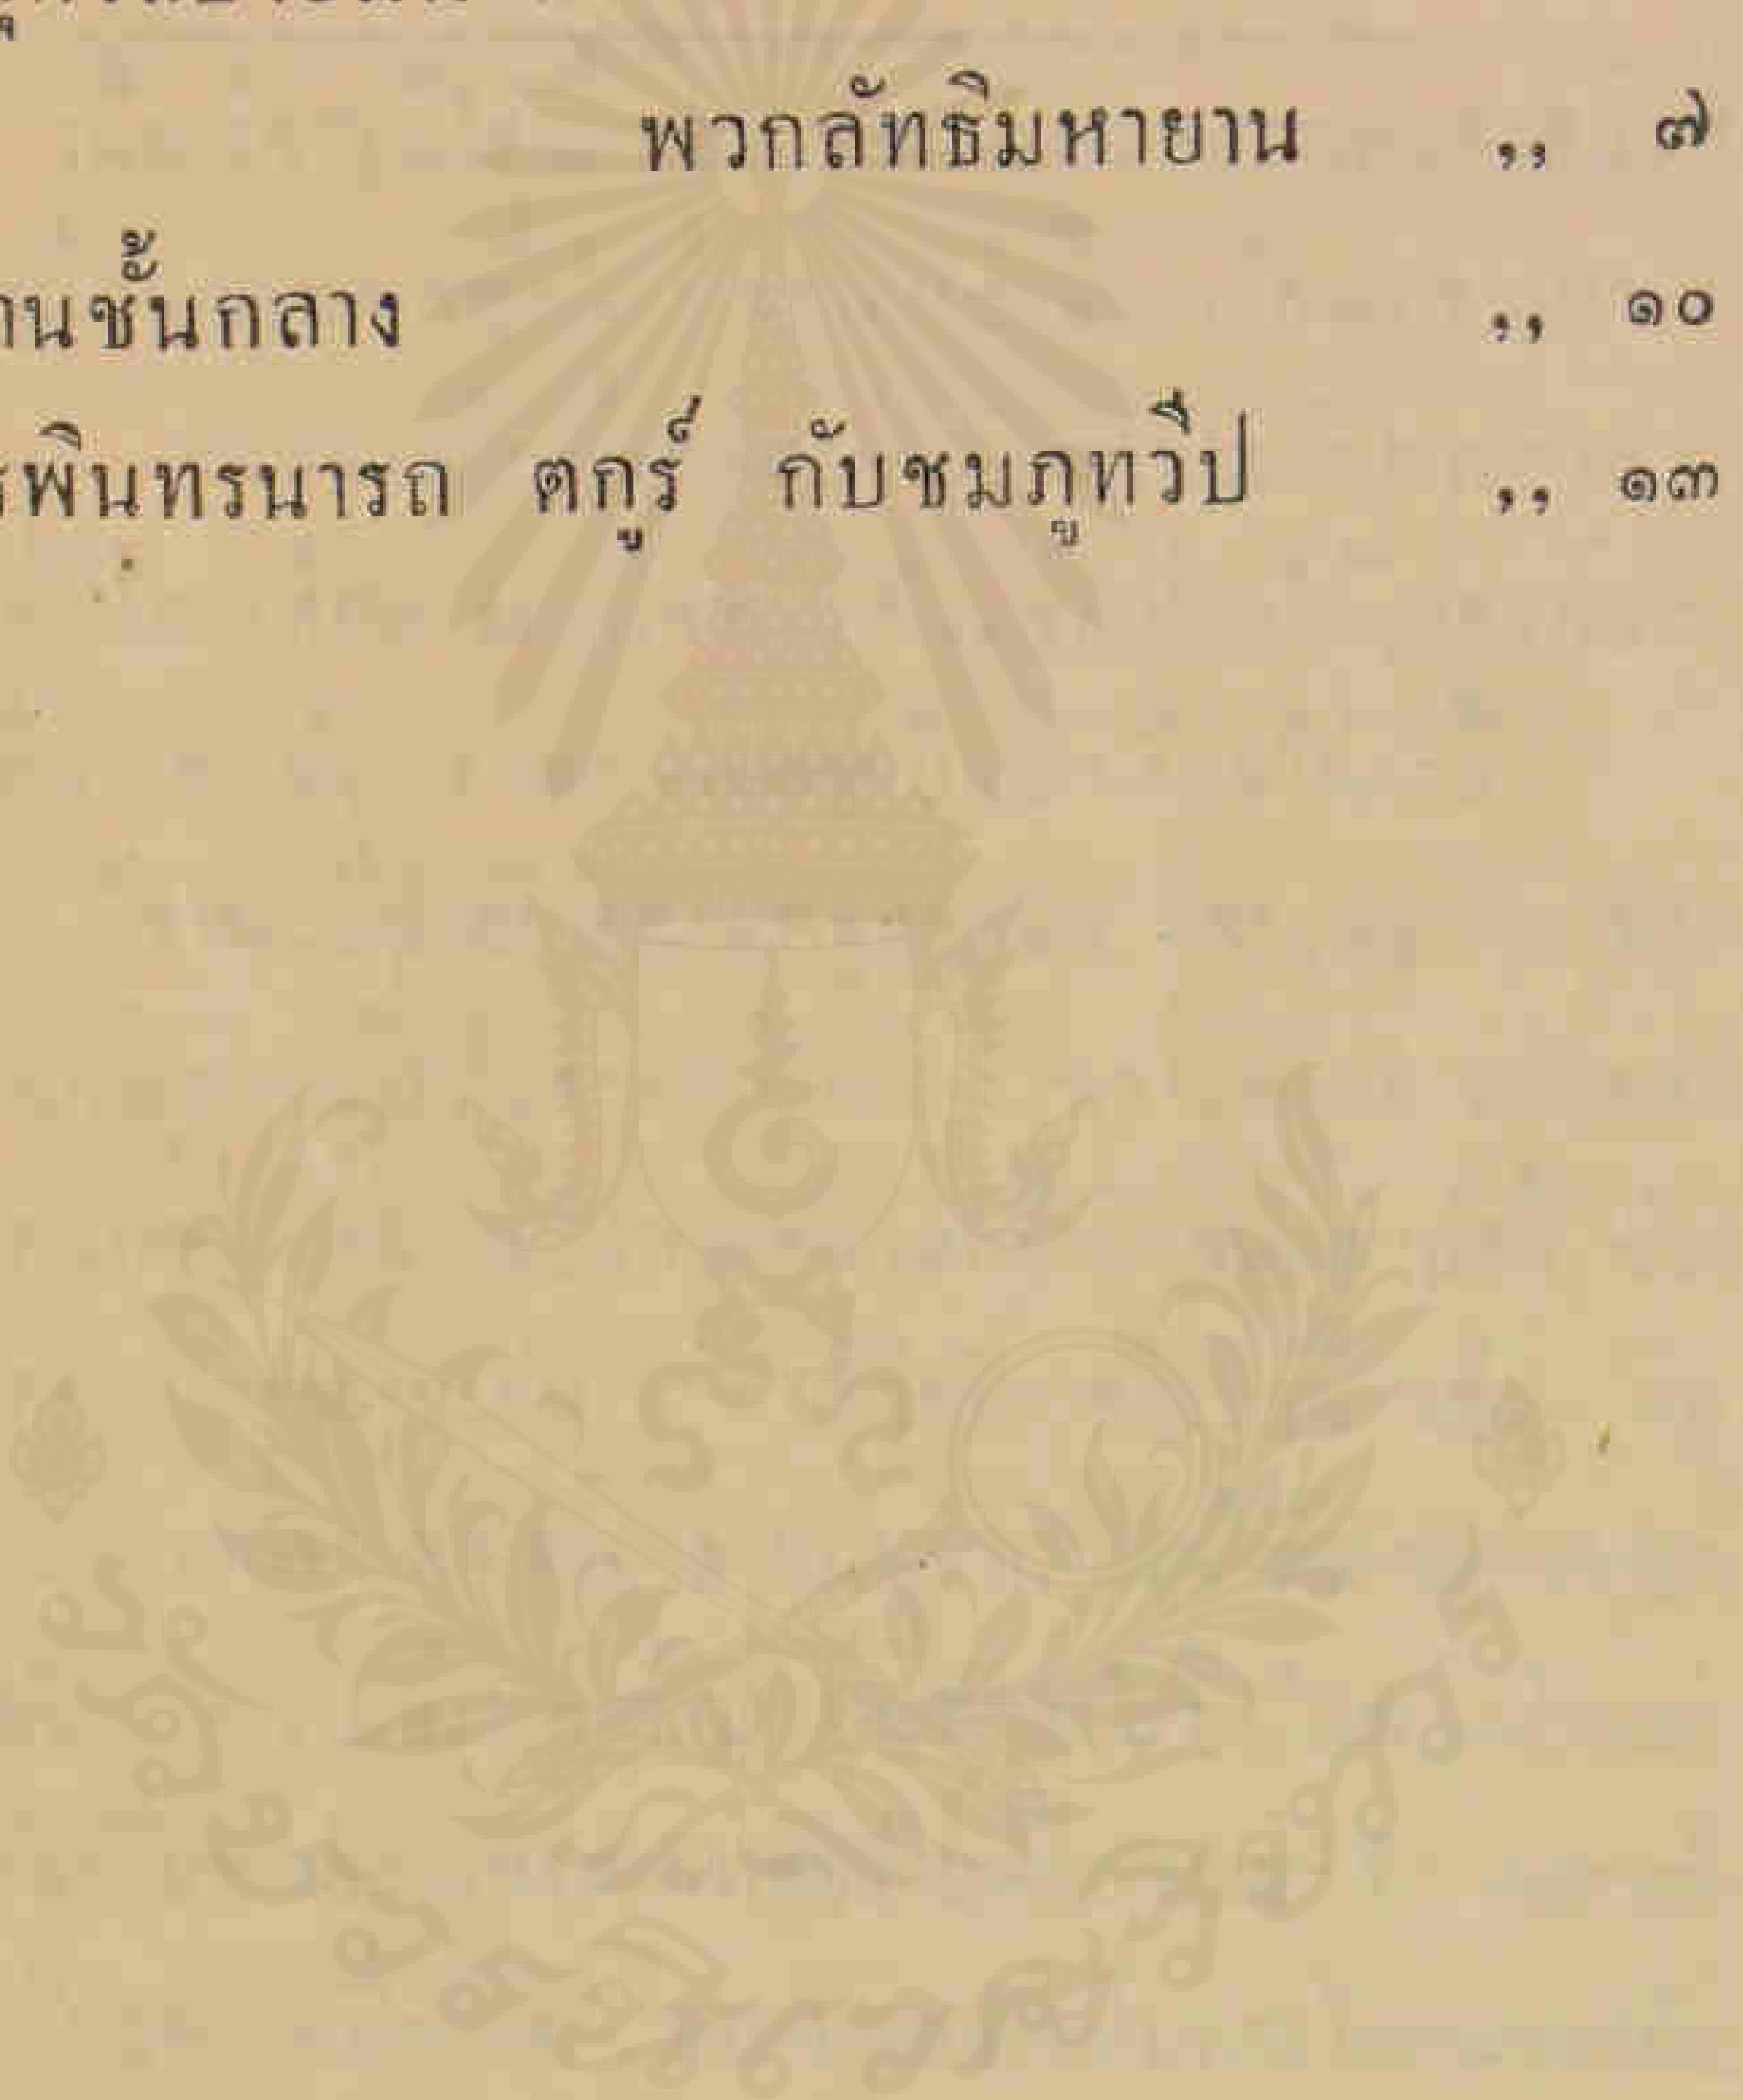 พวกลัทธิมหายาน ,, ๗
านชั้นกลาง ,, ๑๐
รพินทรนารถ ตกูร์ กับชมภูทวีป ,, ๑๓